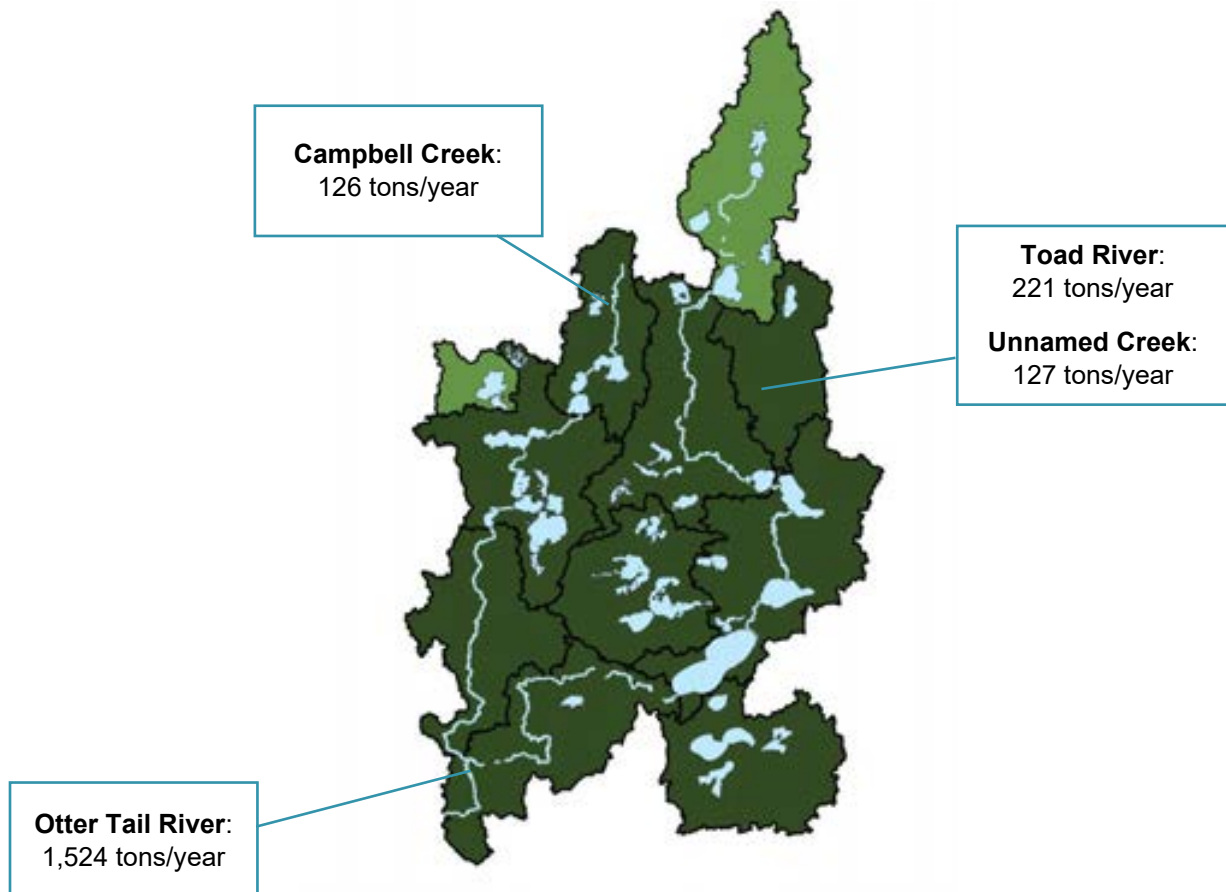 Campbell Creek:
126 tons/year
Toad River:
221 tons/year
Unnamed Creek:
127 tons/year
Otter Tail River:
1,524 tons/year